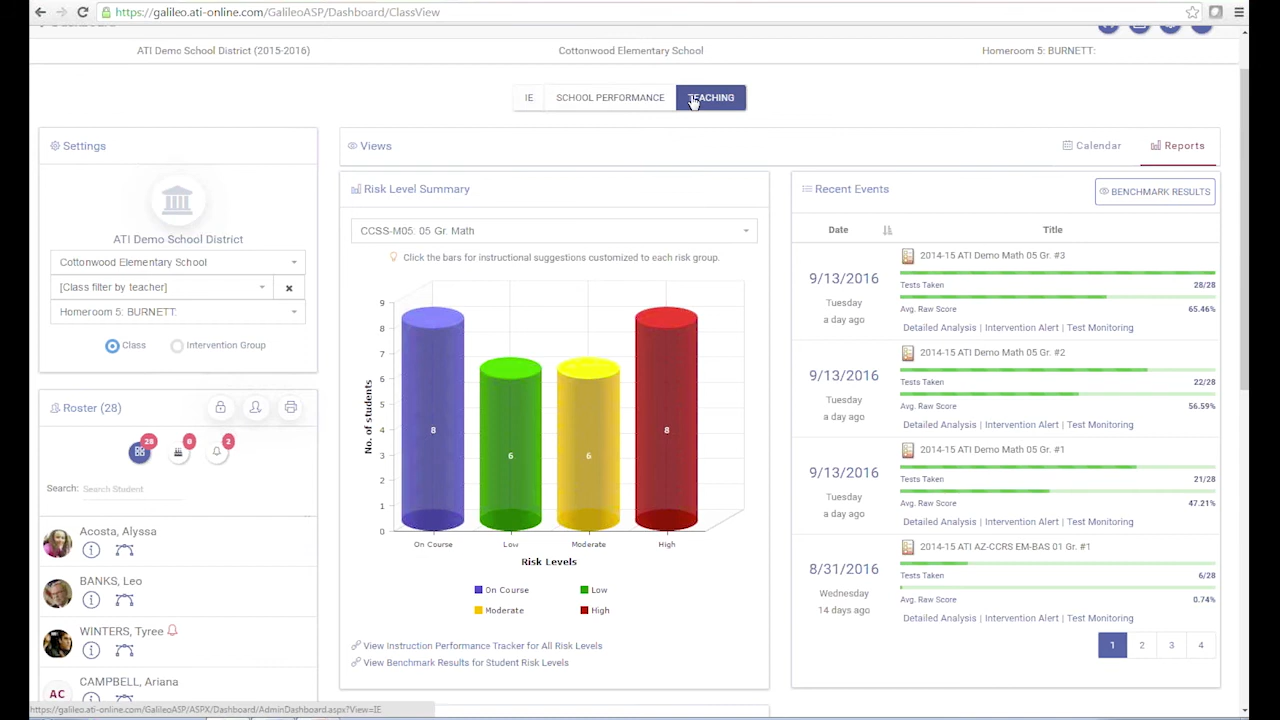 https://galileo.ati-online.com/GalileoASP/Dashboard/ClassView
ATI Demo School District (2015-2016)
Cottonwood Elementary School
Homeroom 5: BURNETT:
IE
SCHOOL PERFORMANCE
TEACHING
Settings
ATI Demo School District
Cottonwood Elementary School
[Class filter by teacher]
Homeroom 5: BURNETT:
Class
Intervention Group
Roster (28)
28
0
2
Search: Search Student
Acosta, Alyssa
BANKS, Leo
WINTERS, Tyree
AC
CAMPBELL, Ariana
Views
Calendar
Reports
Risk Level Summary
CCSS-M05: 05 Gr. Math
Click the bars for instructional suggestions customized to each risk group.
No. of Students
9
8
7
6
5
4
3
2
1
0
8
6
6
8
On Course
Low
Moderate
High
Risk Levels
On Course
Low
Moderate
High
View Instruction Performance Tracker for All Risk Levels
View Benchmark Results for Student Risk Levels
Recent Events
BENCHMARK RESULTS
Date
Title
9/13/2016
Tuesday
a day ago
2014-15 ATI Demo Math 05 Gr. #3
Tests Taken 28/28
Avg. Raw Score 65.46%
Detailed Analysis | Intervention Alert | Test Monitoring
9/13/2016
Tuesday
a day ago
2014-15 ATI Demo Math 05 Gr. #2
Tests Taken 22/28
Avg. Raw Score 56.59%
Detailed Analysis | Intervention Alert | Test Monitoring
9/13/2016
Tuesday
a day ago
2014-15 ATI Demo Math 05 Gr. #1
Tests Taken 21/28
Avg. Raw Score 47.21%
Detailed Analysis | Intervention Alert | Test Monitoring
8/31/2016
Wednesday
14 days ago
2014-15 ATI AZ-CCRS EM-BAS 01 Gr. #1
Tests Taken 6/28
Avg. Raw Score 0.74%
Detailed Analysis | Intervention Alert | Test Monitoring
1
2
3
4
https://galileo.ati-online.com/GalileoASP/ASPX/Dashboard/AdminDashboard.aspx?View=IE